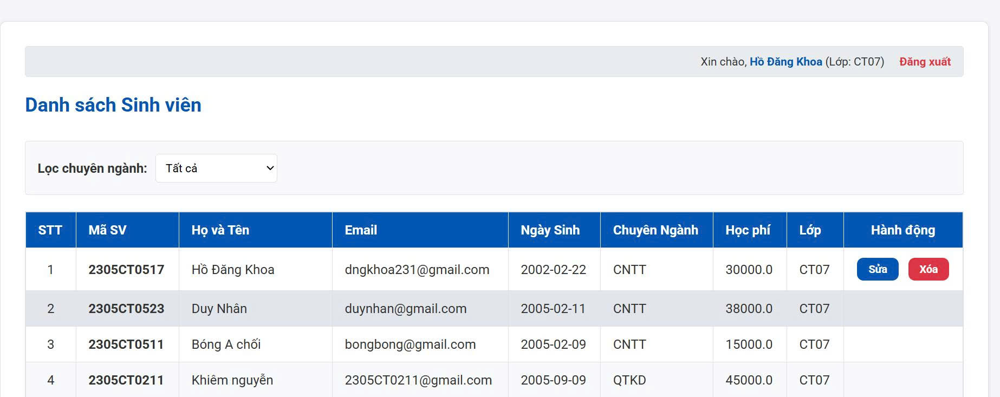 Xin chào, Hồ Đăng Khoa (Lớp: CT07) Đăng xuất
Danh sách Sinh viên
Lọc chuyên ngành: Tất cả
STT Mã SV Họ và Tên Email Ngày Sinh Chuyên Ngành Học phí Lớp Hành động
1 2305CT0517 Hồ Đăng Khoa dngkhoa231@gmail.com 2002-02-22 CNTT 30000.0 CT07 Sửa Xóa
2 2305CT0523 Duy Nhân duynhan@gmail.com 2005-02-11 CNTT 38000.0 CT07
3 2305CT0511 Bóng A chối bongbong@gmail.com 2005-02-09 CNTT 15000.0 CT07
4 2305CT0211 Khiêm nguyễn 2305CT0211@gmail.com 2005-09-09 QTKD 45000.0 CT07